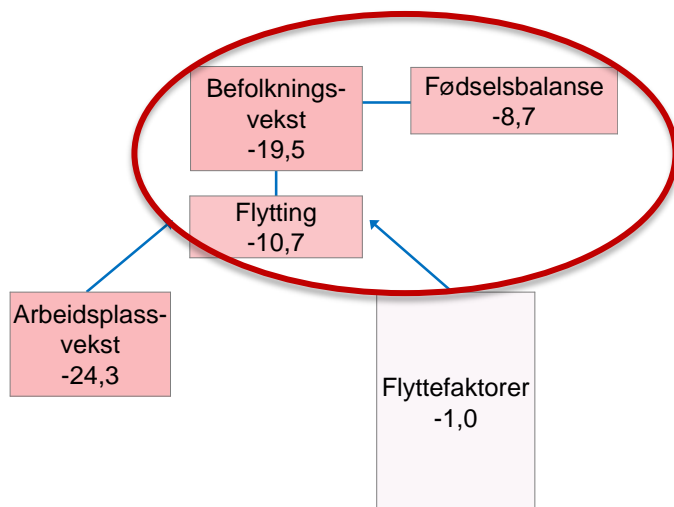 Befolknings-
vekst
-19,5
Fødselsbalanse
-8,7
Flytting
-10,7
Arbeidsplass-
vekst
-24,3
Flyttefaktorer
-1,0